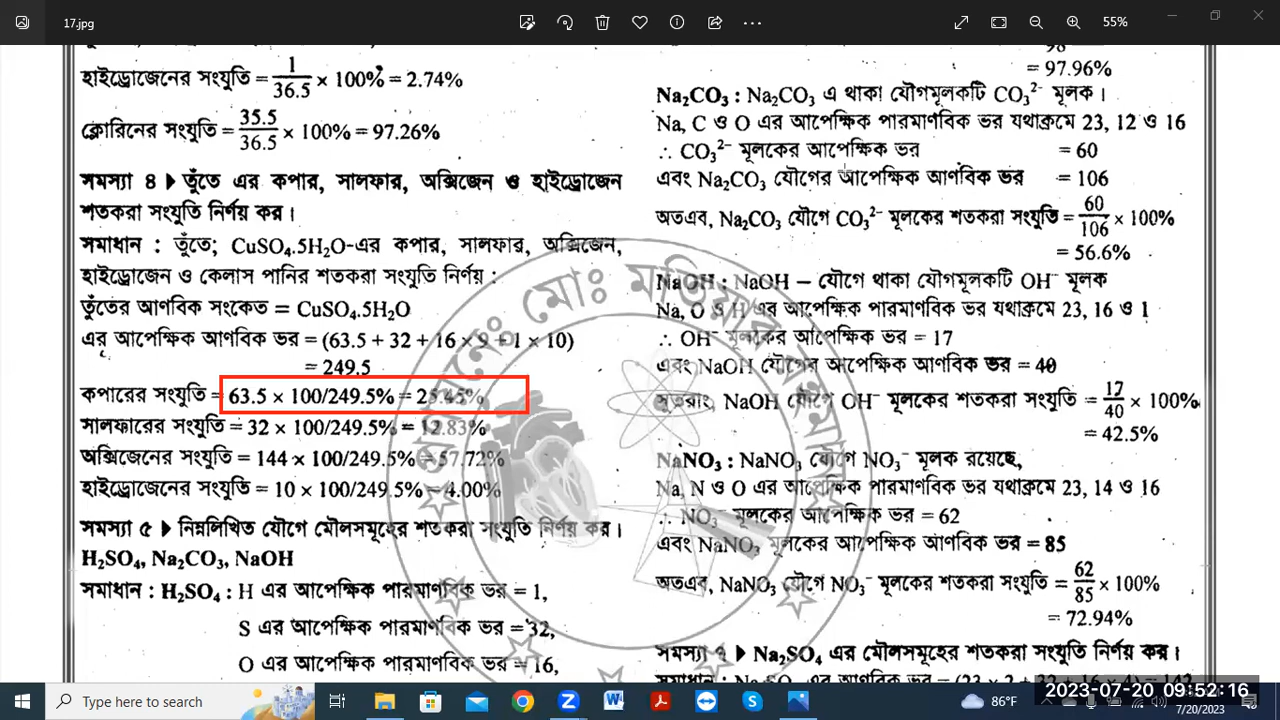 17.jpg
55%
হাইড্রোজেনের সংযুতি = 1/36.5 × 100% = 2.74%
ক্লোরিনের সংযুতি = 35.5/36.5 × 100% = 97.26%
সমস্যা ৪ ▶ তুঁতে এর কপার, সালফার, অক্সিজেন ও হাইড্রোজেন
শতকরা সংযুতি নির্ণয় কর।
সমাধান : তুঁতে; CuSO₄.5H₂O-এর কপার, সালফার, অক্সিজেন,
হাইড্রোজেন ও কেলাস পানির শতকরা সংযুতি নির্ণয় :
তুঁতের আণবিক সংকেত = CuSO₄.5H₂O
এর আপেক্ষিক আণবিক ভর = (63.5 + 32 + 16 × 9 + 1 × 10)
= 249.5
কপারের সংযুতি = 63.5 × 100/249.5% = 25.45%
সালফারের সংযুতি = 32 × 100/249.5% = 12.83%
অক্সিজেনের সংযুতি = 144 × 100/249.5% = 57.72%
হাইড্রোজেনের সংযুতি = 10 × 100/249.5% = 4.00%
সমস্যা ৫ ▶ নিম্নলিখিত যৌগে মৌলসমূহের শতকরা সংযুতি নির্ণয় কর।
H₂SO₄, Na₂CO₃, NaOH
সমাধান : H₂SO₄ : H এর আপেক্ষিক পারমাণবিক ভর = 1,
S এর আপেক্ষিক পারমাণবিক ভর = 32,
O এর আপেক্ষিক পারমাণবিক ভর = 16,
98
= 97.96%
Na₂CO₃ : Na₂CO₃ এ থাকা যৌগমূলকটি CO₃²⁻ মূলক।
Na, C ও O এর আপেক্ষিক পারমাণবিক ভর যথাক্রমে 23, 12 ও 16
∴ CO₃²⁻ মূলকের আপেক্ষিক ভর = 60
এবং Na₂CO₃ যৌগের আপেক্ষিক আণবিক ভর = 106
অতএব, Na₂CO₃ যৌগে CO₃²⁻ মূলকের শতকরা সংযুতি = 60/106 × 100%
= 56.6%
NaOH : NaOH – যৌগে থাকা যৌগমূলকটি OH⁻ মূলক
Na, O ও H এর আপেক্ষিক পারমাণবিক ভর যথাক্রমে 23, 16 ও 1
∴ OH⁻ মূলকের আপেক্ষিক ভর = 17
এবং NaOH যৌগের আপেক্ষিক আণবিক ভর = 40
সুতরাং, NaOH যৌগে OH⁻ মূলকের শতকরা সংযুতি = 17/40 × 100%
= 42.5%
NaNO₃ : NaNO₃ যৌগে NO₃⁻ মূলক রয়েছে,
Na, N ও O এর আপেক্ষিক পারমাণবিক ভর যথাক্রমে 23, 14 ও 16
∴ NO₃⁻ মূলকের আপেক্ষিক ভর = 62
এবং NaNO₃ মূলকের আপেক্ষিক আণবিক ভর = 85
অতএব, NaNO₃ যৌগে NO₃⁻ মূলকের শতকরা সংযুতি = 62/85 × 100%
= 72.94%
সমস্যা ৭ ▶ Na₂SO₄ এর মৌলসমূহের শতকরা সংযুতি নির্ণয় কর।
মোঃ মতিয়ার রহমান
Type here to search
86°F
2023-07-20 09:52:16
7/20/2023